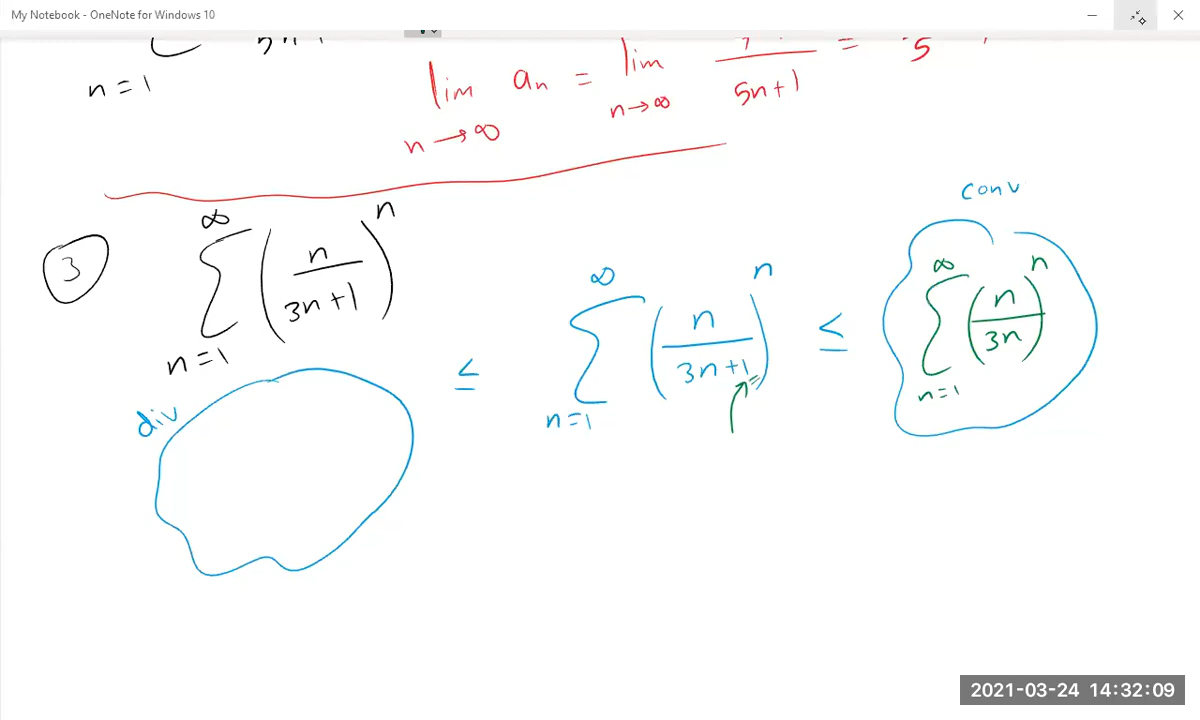 My Notebook - OneNote for Windows 10
n = 1
lim n→∞ an = lim n→∞ 5n+1 = 5
3 ∞ ∑ n=1 (n/3n+1)^n
conv
div
≤ ∞ ∑ n=1 (n/3n+1)^n ≤ ∞ ∑ n=1 (n/3n)^n
2021-03-24 14:32:09